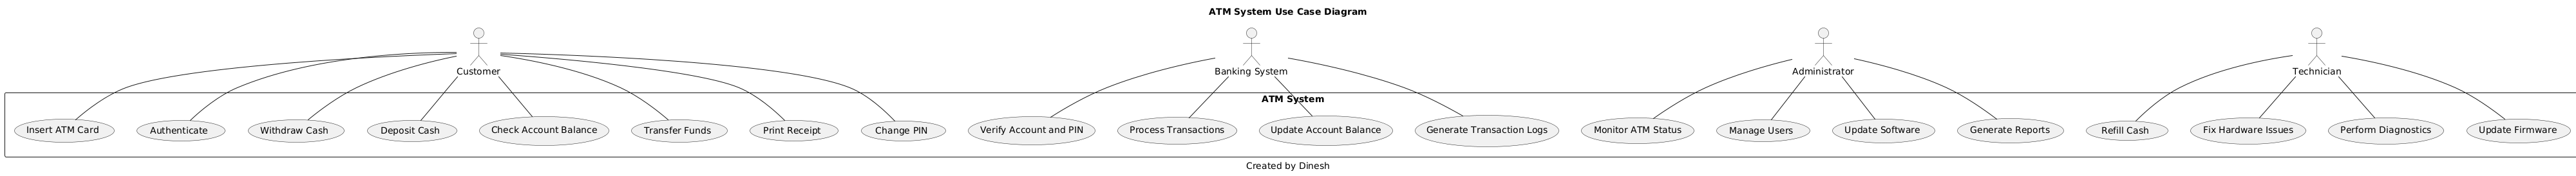 ATM System Use Case Diagram
Customer
Banking System
Administrator
Technician
ATM System
Insert ATM Card
Authenticate
Withdraw Cash
Deposit Cash
Check Account Balance
Transfer Funds
Print Receipt
Change PIN
Verify Account and PIN
Process Transactions
Update Account Balance
Generate Transaction Logs
Monitor ATM Status
Manage Users
Update Software
Generate Reports
Refill Cash
Fix Hardware Issues
Perform Diagnostics
Update Firmware
Created by Dinesh